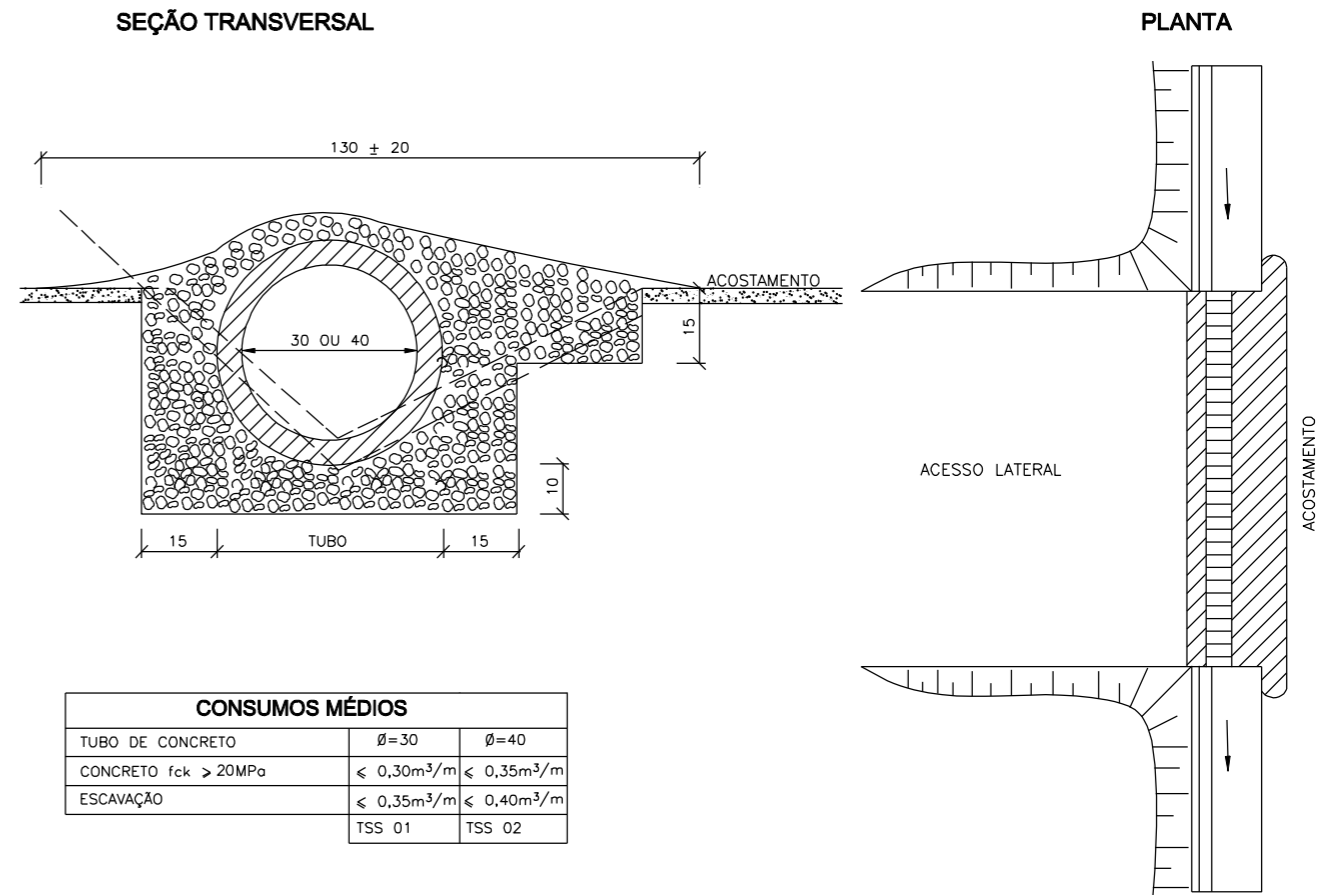 SEÇÃO TRANSVERSAL
PLANTA
130 ± 20
ACOSTAMENTO
30 OU 40
15
10
15 TUBO 15
ACESSO LATERAL
ACOSTAMENTO
CONSUMOS MÉDIOS
TUBO DE CONCRETO Ø=30 Ø=40
CONCRETO fck ⩾ 20MPa ⩽ 0,30m³/m ⩽ 0,35m³/m
ESCAVAÇÃO ⩽ 0,35m³/m ⩽ 0,40m³/m
TSS 01 TSS 02